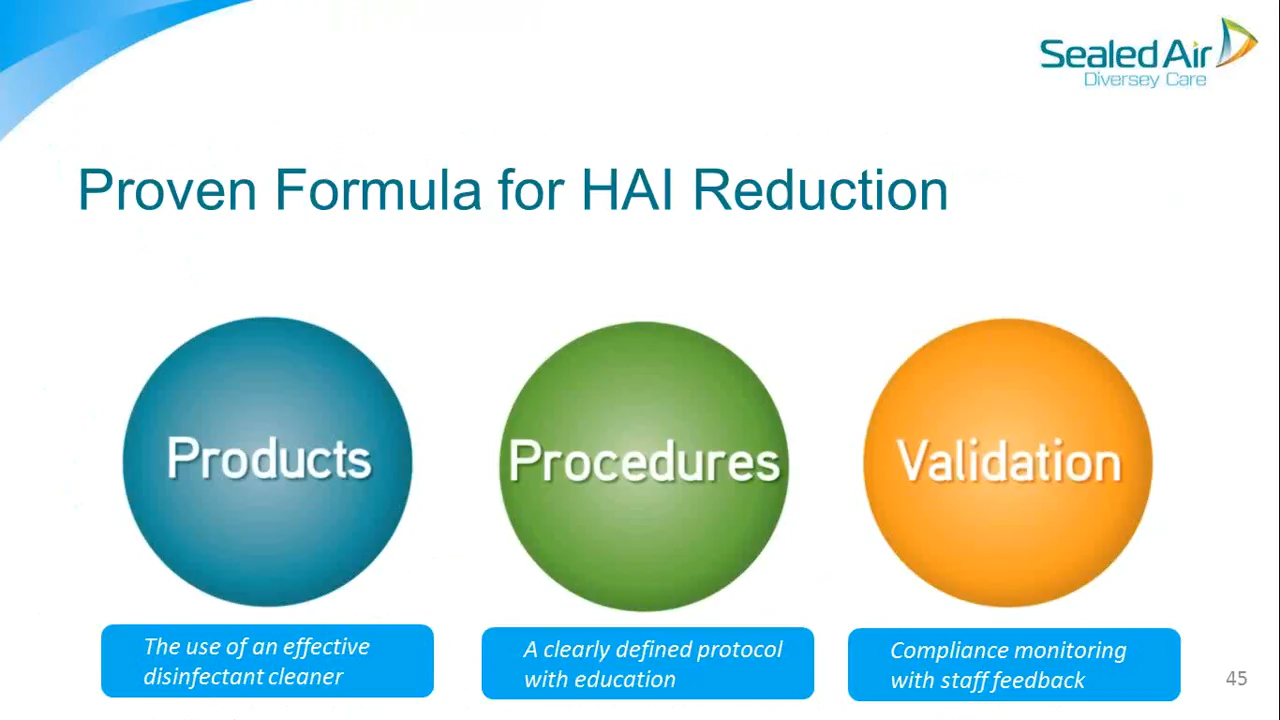 Sealed Air
Diversey Care
Proven Formula for HAI Reduction
Products
Procedures
Validation
The use of an effective
disinfectant cleaner
A clearly defined protocol
with education
Compliance monitoring
with staff feedback
45